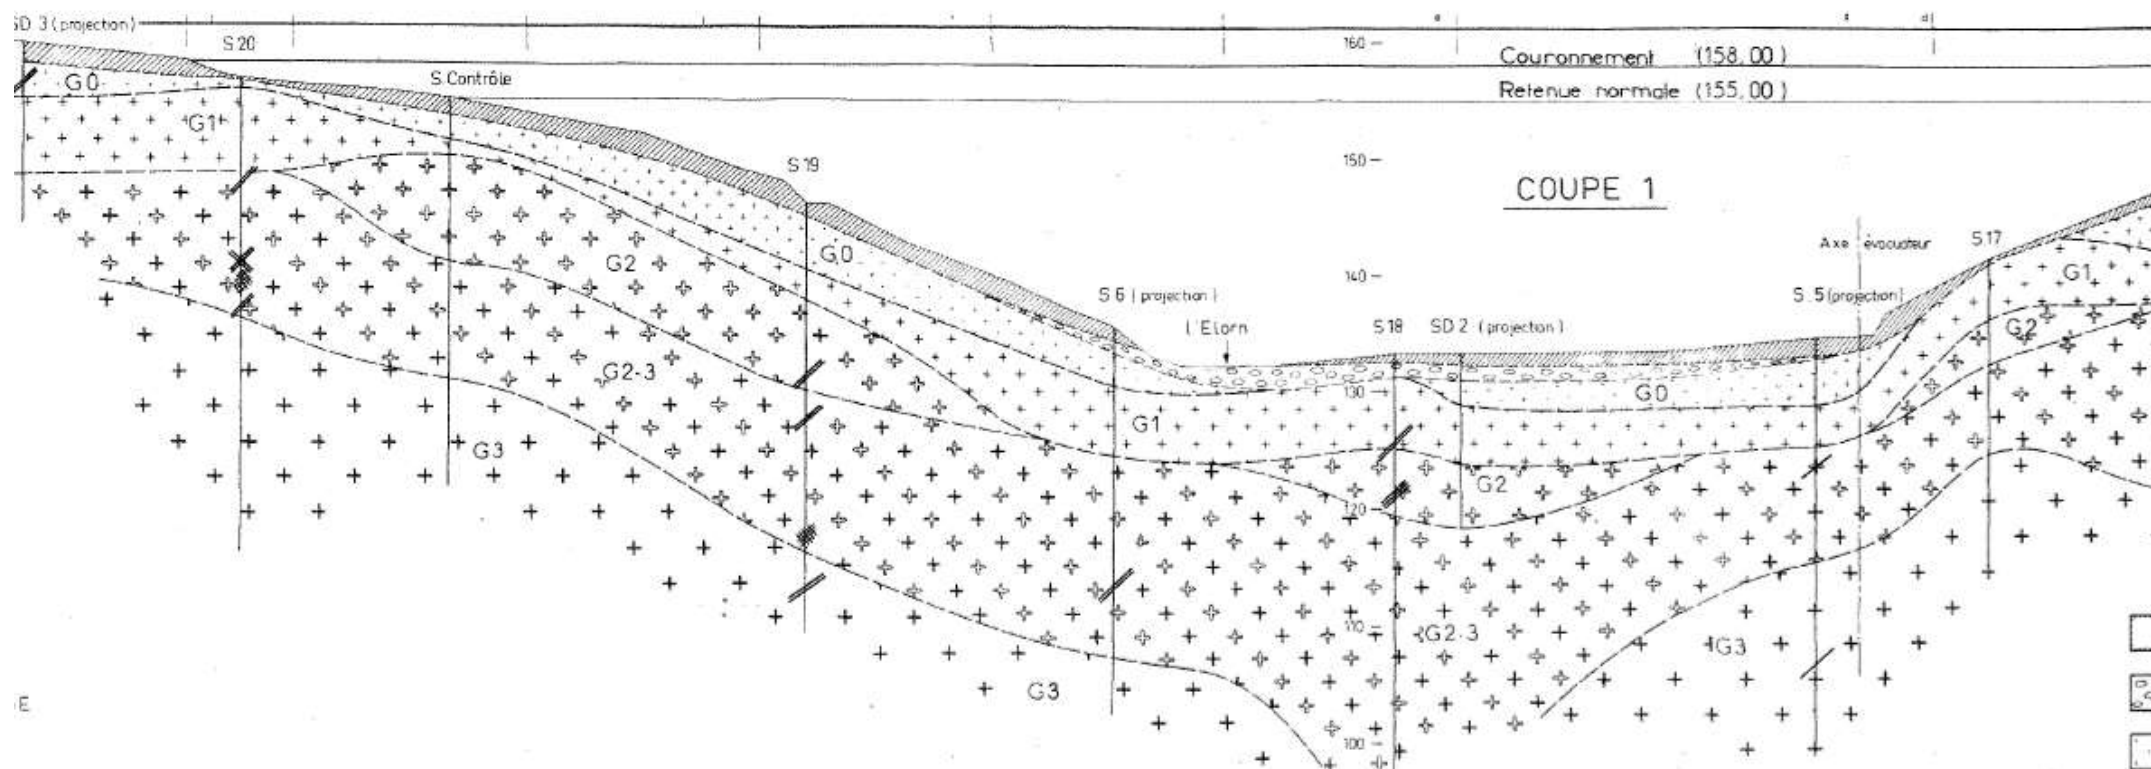 SD 3 (projection)
S 20
160
Couronnement (158,00)
S.Contrôle
G0
Retenue normale (155,00)
G1
S 19
150
COUPE 1
G0
Axe évacuateur
S 17
G2
140
G1
S 6 (projection)
S.5 (projection)
l'Elorn
S18
SD 2 (projection)
G2
G2-3
130
G0
G1
G3
G2
120
110
G2-3
G3
G3
E
100